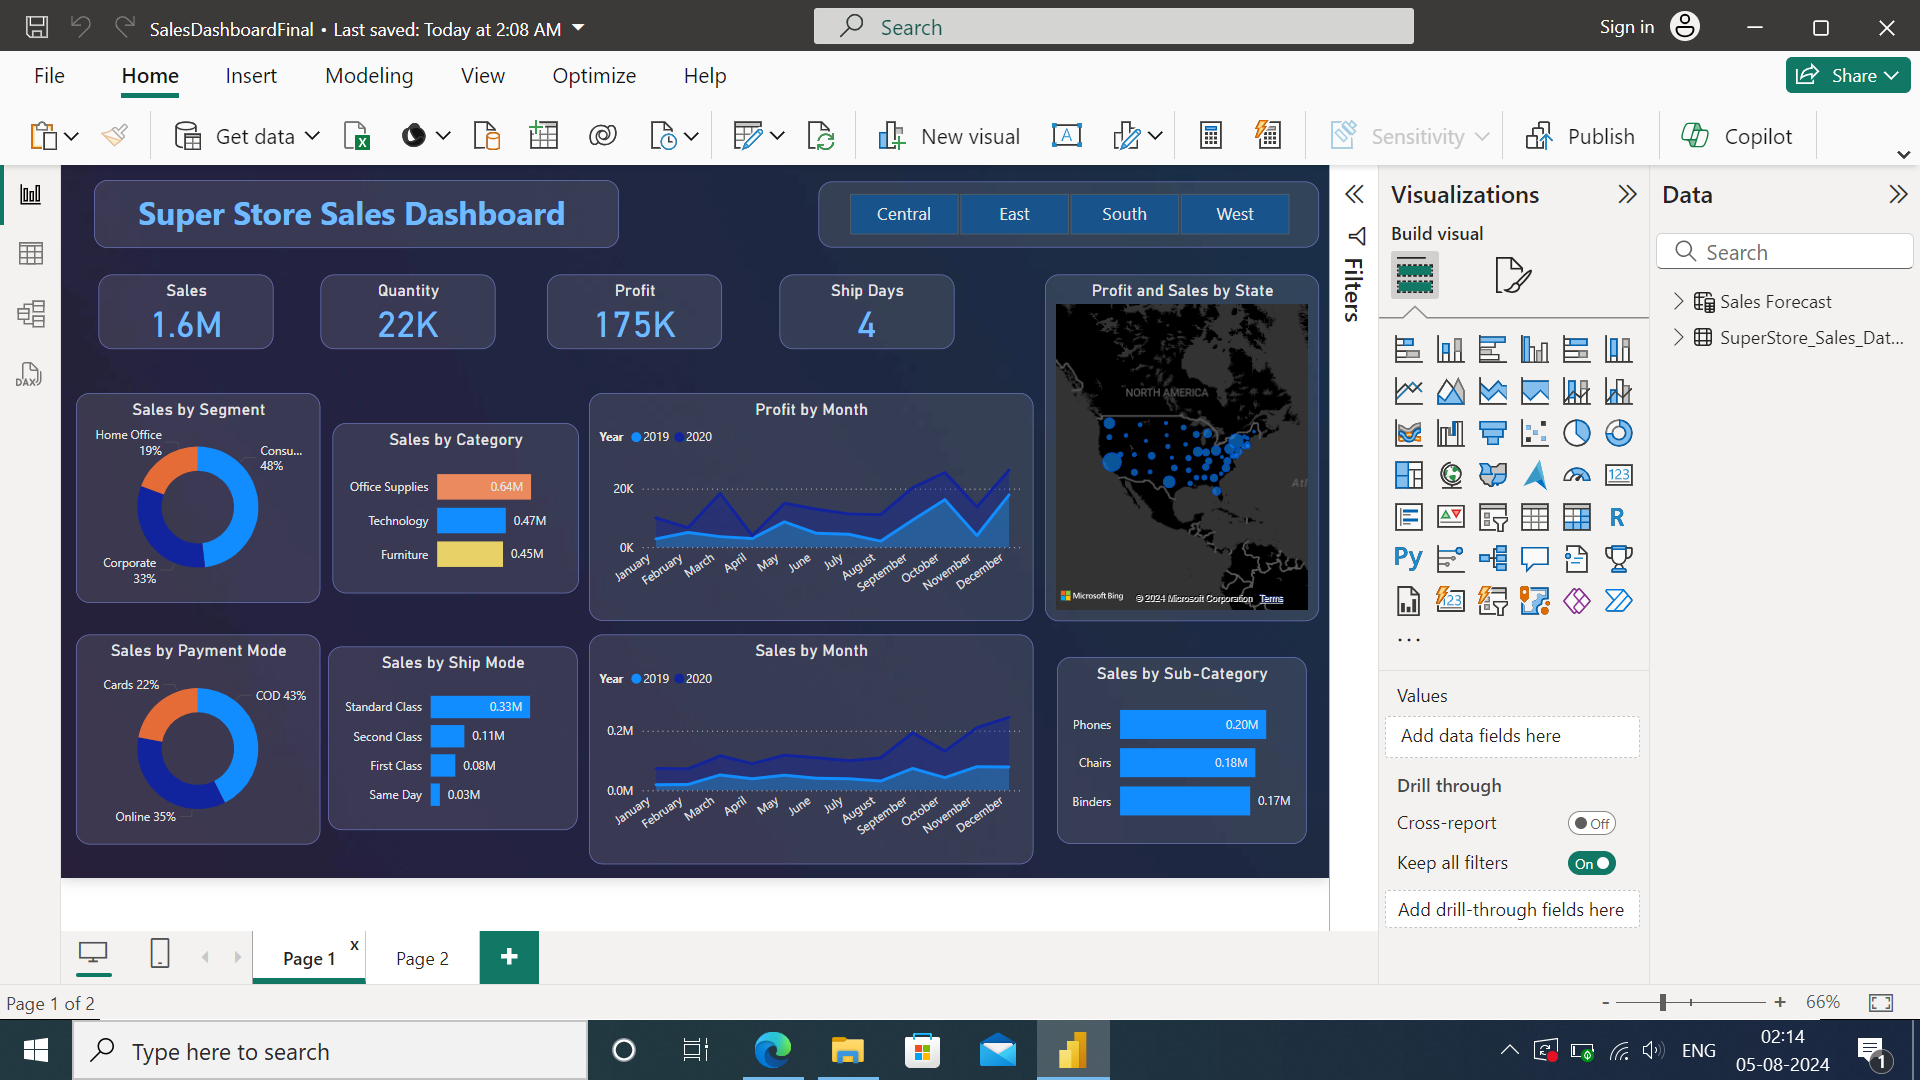 SalesDashboardFinal • Last saved: Today at 2:08 AM
Search
Sign in
File Home Insert Modeling View Optimize Help
Share
Get data
New visual
Sensitivity
Publish
Copilot
Super Store Sales Dashboard
Central East South West
Sales
1.6M
Quantity
22K
Profit
175K
Ship Days
4
Profit and Sales by State
NORTH AMERICA
Atl
Microsoft Bing
© 2024 Microsoft Corporation Terms
Sales by Segment
Home Office
19%
Consu...
48%
Corporate
33%
Sales by Category
Office Supplies 0.64M
Technology 0.47M
Furniture 0.45M
Profit by Month
Year 2019 2020
20K
0K
January February March April May June July August September October November December
Sales by Payment Mode
Cards 22%
COD 43%
Online 35%
Sales by Ship Mode
Standard Class 0.33M
Second Class 0.11M
First Class 0.08M
Same Day 0.03M
Sales by Month
Year 2019 2020
0.2M
0.0M
January February March April May June July August September October November December
Sales by Sub-Category
Phones 0.20M
Chairs 0.18M
Binders 0.17M
Filters
Visualizations
Build visual
123
R
Py
123
...
Values
Add data fields here
Drill through
Cross-report Off
Keep all filters On
Add drill-through fields here
Data
Search
Sales Forecast
SuperStore_Sales_Dat...
DAX
Page 1 x
Page 2
+
Page 1 of 2
- + 66%
Type here to search
ENG
02:14
05-08-2024
1